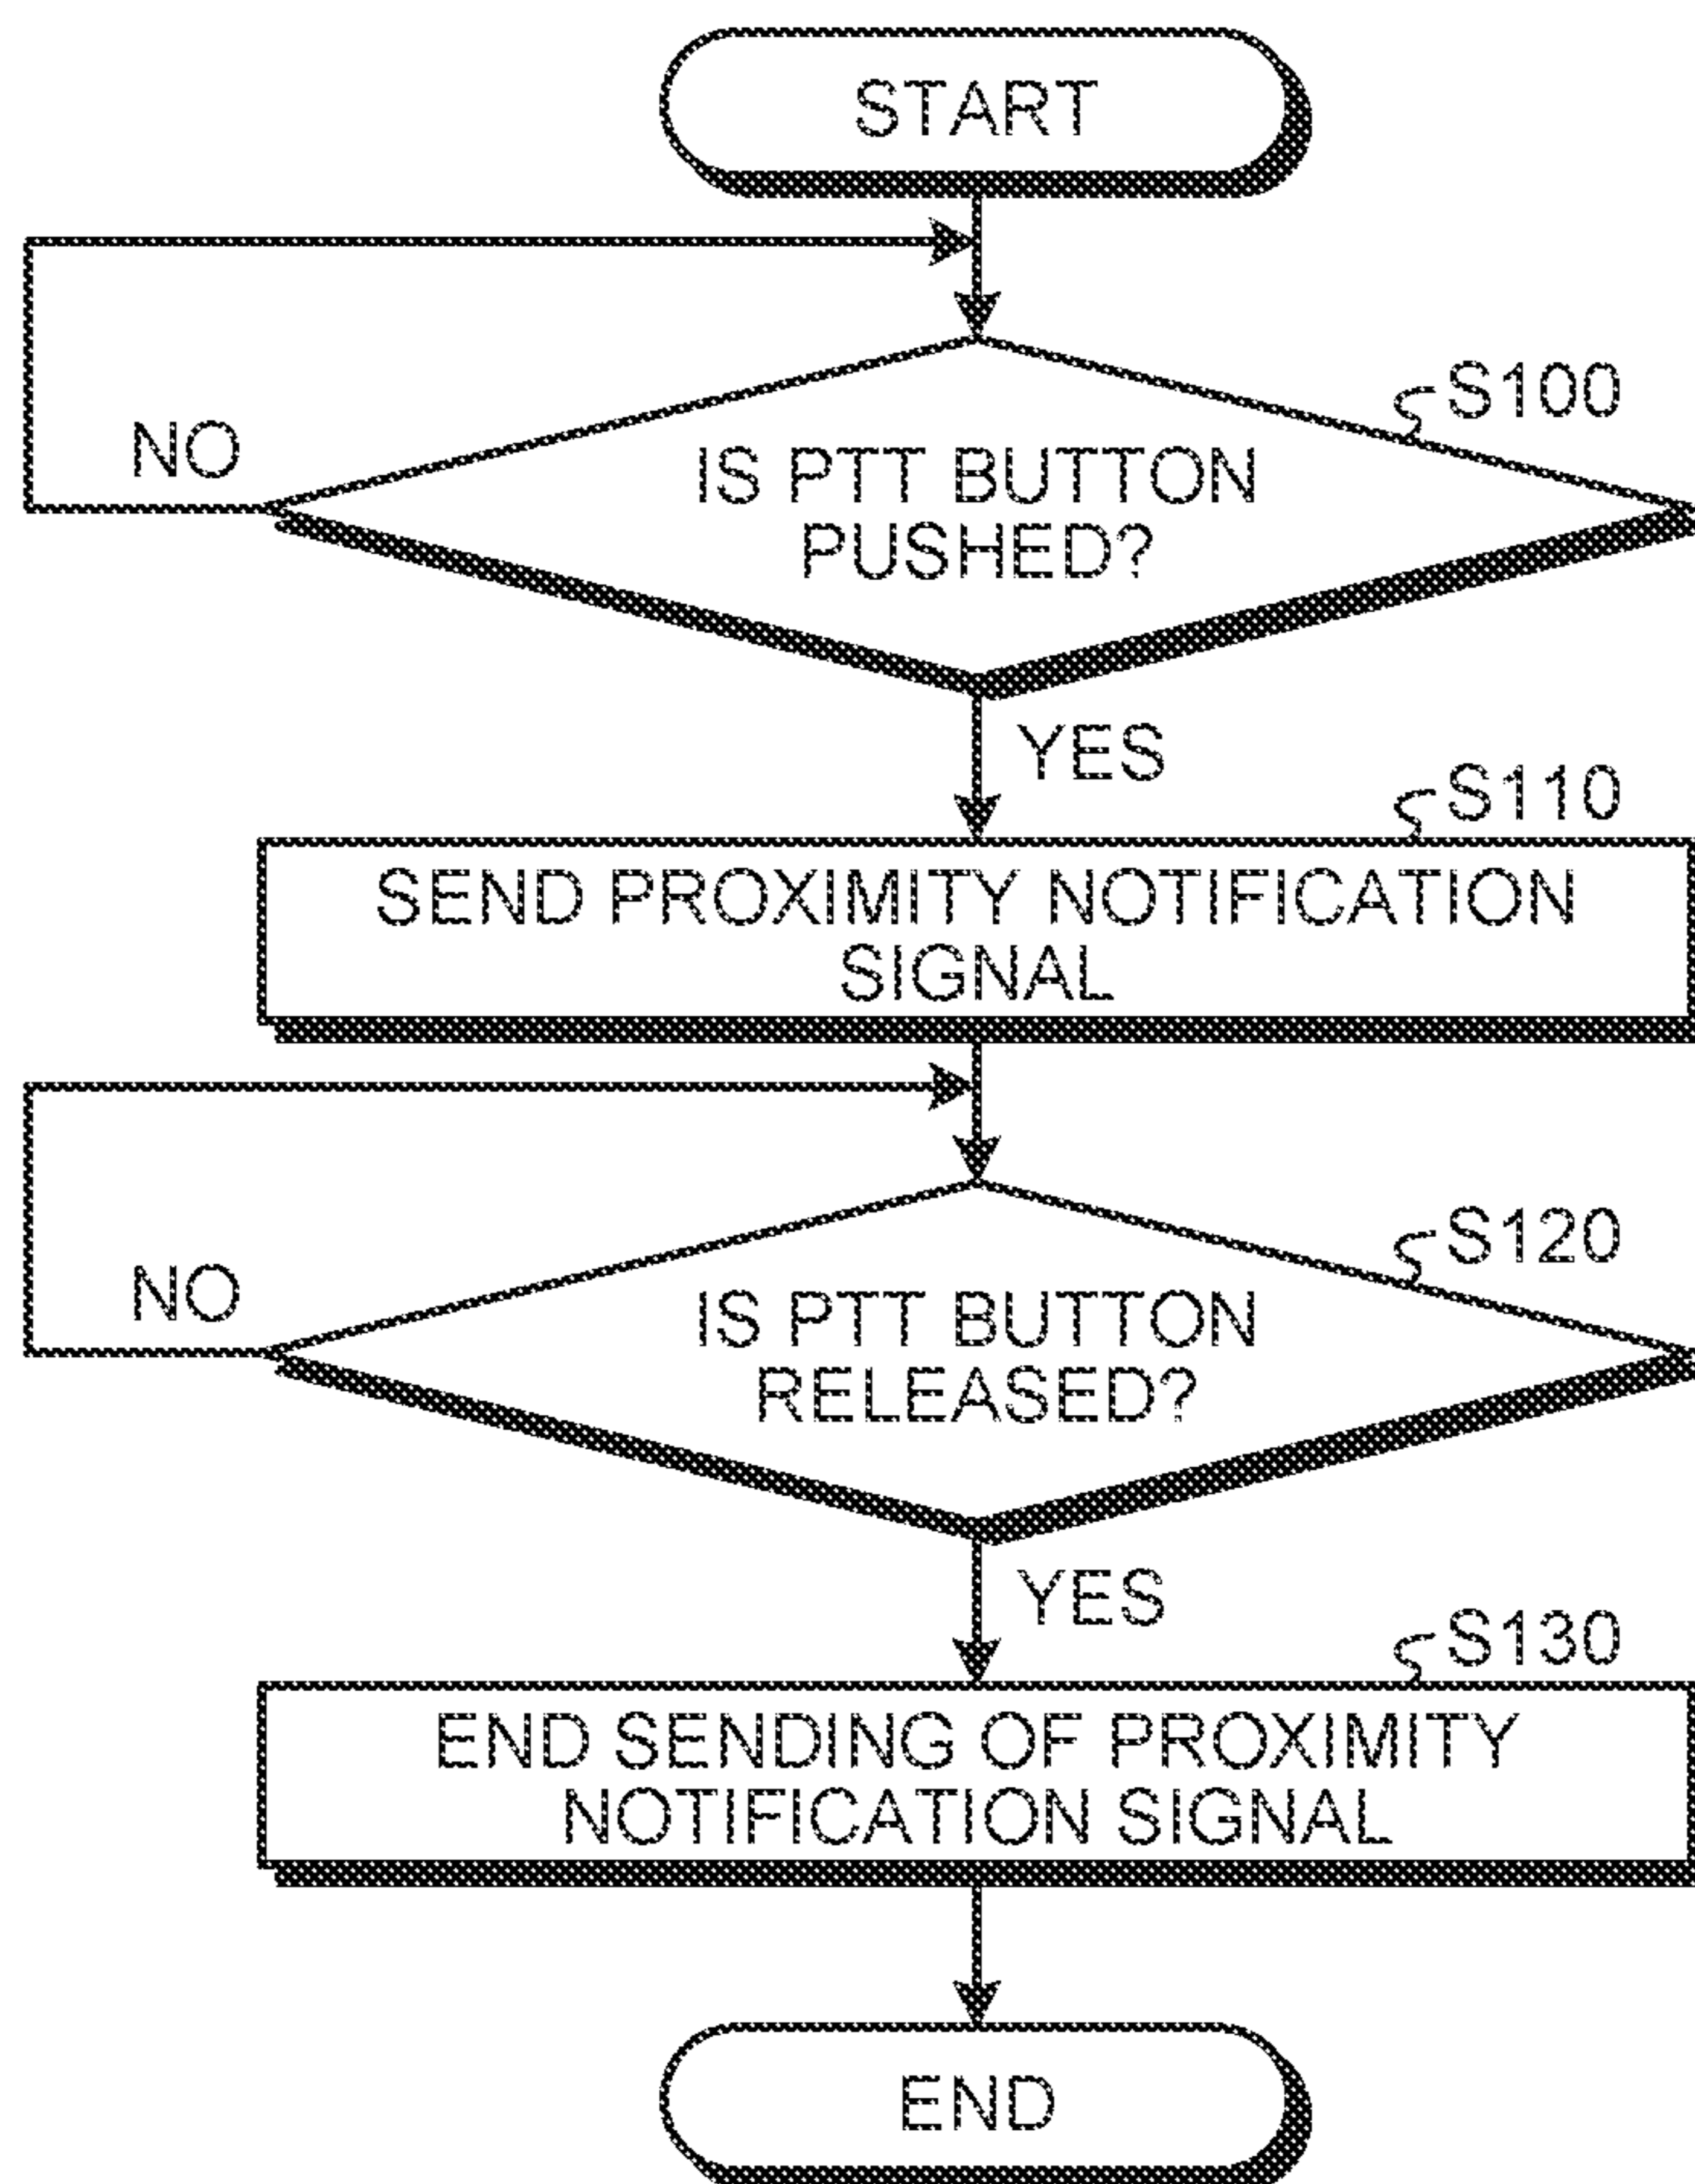 START
S100
NO
IS PTT BUTTON
PUSHED?
YES
S110
SEND PROXIMITY NOTIFICATION
SIGNAL
S120
NO
IS PTT BUTTON
RELEASED?
YES
S130
END SENDING OF PROXIMITY
NOTIFICATION SIGNAL
END